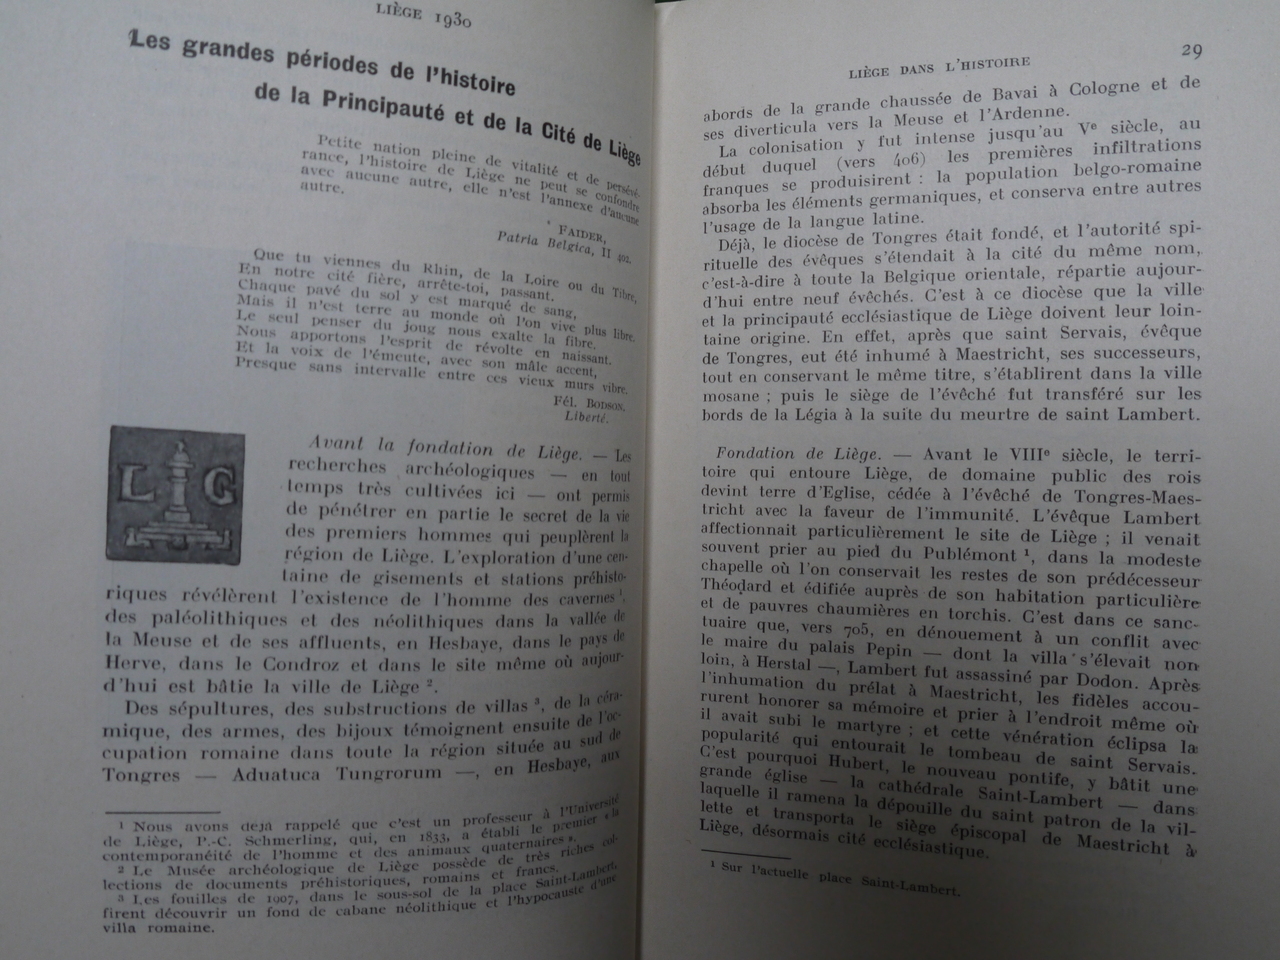 LIÈGE 1930
Les grandes périodes de l'histoire
de la Principauté et de la Cité de Liège
Petite nation pleine de vitalité et de persévé-
rance, l'histoire de Liège ne peut se confondre
avec aucune autre, elle n'est l'annexe d'aucune
autre.
FAIDER,
Patria Belgica, II 402.
Que tu viennes du Rhin, de la Loire ou du Tibre,
En notre cité fière, arrête-toi, passant.
Chaque pavé du sol y est marqué de sang,
Mais il n'est terre au monde où l'on vive plus libre.
Le seul penser du joug nous exalte la fibre.
Nous apportons l'esprit de révolte en naissant.
Et la voix de l'émeute, avec son mâle accent,
Presque sans intervalle entre ces vieux murs vibre.
Fél. BODSON.
Liberté.
L G
Avant la fondation de Liège. — Les
recherches archéologiques — en tout
temps très cultivées ici — ont permis
de pénétrer en partie le secret de la vie
des premiers hommes qui peuplèrent la
région de Liège. L'exploration d'une cen-
taine de gisements et stations préhisto-
riques révélèrent l'existence de l'homme des cavernes ¹,
des paléolithiques et des néolithiques dans la vallée de
la Meuse et de ses affluents, en Hesbaye, dans le pays de
Herve, dans le Condroz et dans le site même où aujour-
d'hui est bâtie la ville de Liège ².
Des sépultures, des substructions de villas ³, de la céra-
mique, des armes, des bijoux témoignent ensuite de l'oc-
cupation romaine dans toute la région située au sud de
Tongres — Aduatuca Tungrorum —, en Hesbaye, aux
¹ Nous avons déjà rappelé que c'est un professeur à l'Université
de Liège, P.-C. Schmerling, qui, en 1833, a établi le premier « la
contemporanéité de l'homme et des animaux quaternaires ».
² Le Musée archéologique de Liège possède de très riches col-
lections de documents préhistoriques, romains et francs.
³ Les fouilles de 1907, dans le sous-sol de la place Saint-Lambert,
firent découvrir un fond de cabane néolithique et l'hypocauste d'une
villa romaine.
LIÈGE DANS L'HISTOIRE 29
abords de la grande chaussée de Bavai à Cologne et de
ses diverticula vers la Meuse et l'Ardenne.
La colonisation y fut intense jusqu'au Vᵉ siècle, au
début duquel (vers 406) les premières infiltrations
franques se produisirent : la population belgo-romaine
absorba les éléments germaniques, et conserva entre autres
l'usage de la langue latine.
Déjà, le diocèse de Tongres était fondé, et l'autorité spi-
rituelle des évêques s'étendait à la cité du même nom,
c'est-à-dire à toute la Belgique orientale, répartie aujour-
d'hui entre neuf évêchés. C'est à ce diocèse que la ville
et la principauté ecclésiastique de Liège doivent leur loin-
taine origine. En effet, après que saint Servais, évêque
de Tongres, eut été inhumé à Maestricht, ses successeurs,
tout en conservant le même titre, s'établirent dans la ville
mosane ; puis le siège de l'évêché fut transféré sur les
bords de la Légia à la suite du meurtre de saint Lambert.
Fondation de Liège. — Avant le VIIIᵉ siècle, le terri-
toire qui entoure Liège, de domaine public des rois
devint terre d'Eglise, cédée à l'évêché de Tongres-Maes-
tricht avec la faveur de l'immunité. L'évêque Lambert
affectionnait particulièrement le site de Liège ; il venait
souvent prier au pied du Publémont ¹, dans la modeste
chapelle où l'on conservait les restes de son prédécesseur
Théodard et édifiée auprès de son habitation particulière
et de pauvres chaumières en torchis. C'est dans ce sanc-
tuaire que, vers 705, en dénouement à un conflit avec
le maire du palais Pepin — dont la villa s'élevait non
loin, à Herstal —, Lambert fut assassiné par Dodon. Après
l'inhumation du prélat à Maestricht, les fidèles accou-
rurent honorer sa mémoire et prier à l'endroit même où
il avait subi le martyre ; et cette vénération éclipsa la
popularité qui entourait le tombeau de saint Servais.
C'est pourquoi Hubert, le nouveau pontife, y bâtit une
grande église — la cathédrale Saint-Lambert — dans
laquelle il ramena la dépouille du saint patron de la vil-
lette et transporta le siège épiscopal de Maestricht à
Liège, désormais cité ecclésiastique.
¹ Sur l'actuelle place Saint-Lambert.